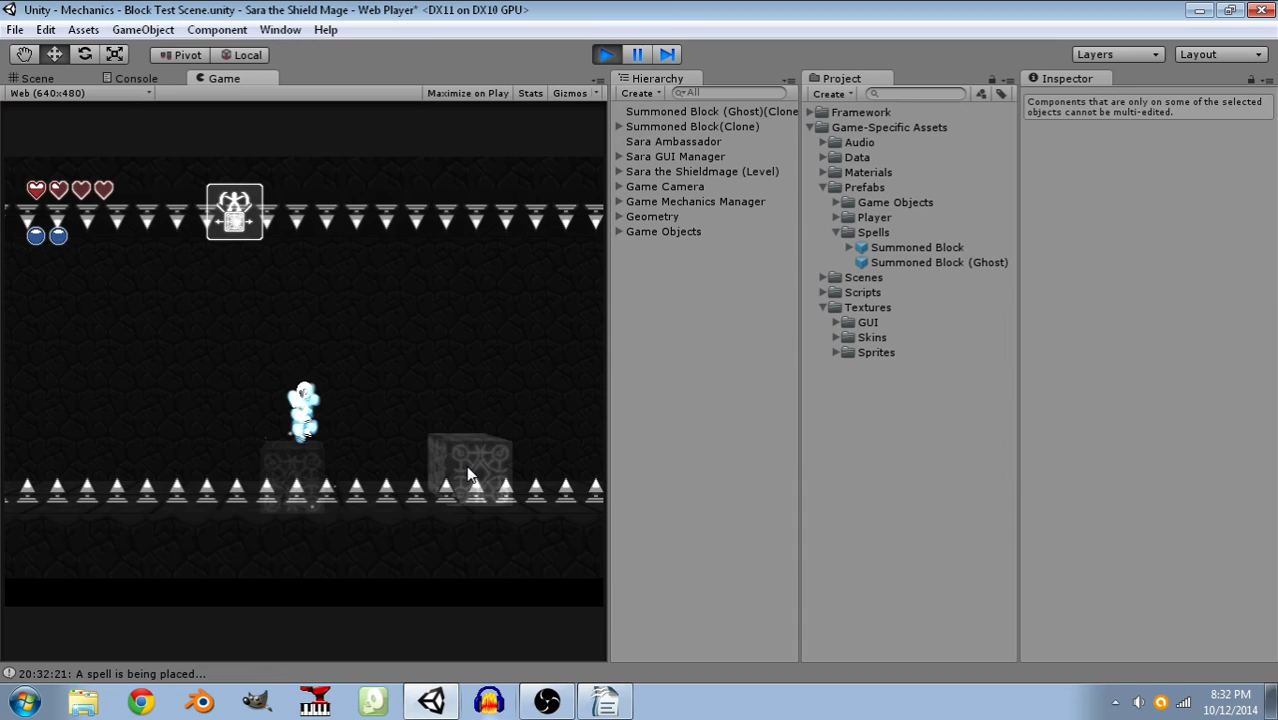 Unity - Mechanics - Block Test Scene.unity - Sara the Shield Mage - Web Player* <DX11 on DX10 GPU>
File Edit Assets GameObject Component Window Help
Pivot Local Layers Layout
Scene Console Game Hierarchy Project Inspector
Web (640x480) Maximize on Play Stats Gizmos Create All Create
Components that are only on some of the selected objects cannot be multi-edited.
Summoned Block (Ghost)(Clone
Summoned Block(Clone)
Sara Ambassador
Sara GUI Manager
Sara the Shieldmage (Level)
Game Camera
Game Mechanics Manager
Geometry
Game Objects
Framework
Game-Specific Assets
Audio
Data
Materials
Prefabs
Game Objects
Player
Spells
Summoned Block
Summoned Block (Ghost)
Scenes
Scripts
Textures
GUI
Skins
Sprites
20:32:21: A spell is being placed...
8:32 PM
10/12/2014